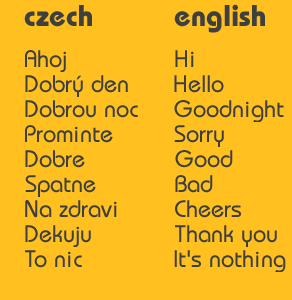 czech english
Ahoj Hi
Dobrý den Hello
Dobrou noc Goodnight
Prominte Sorry
Dobre Good
Spatne Bad
Na zdravi Cheers
Dekuju Thank you
To nic It's nothing